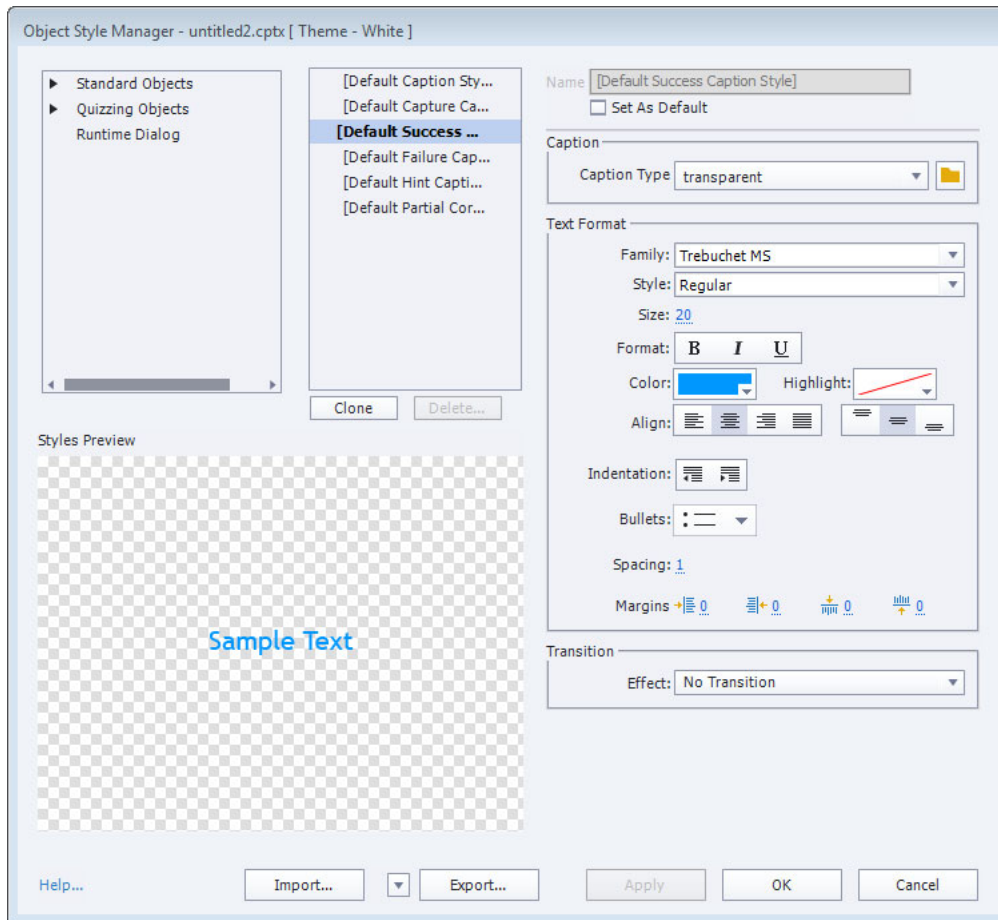 Object Style Manager - untitled2.cptx [ Theme - White ]
Standard Objects
Quizzing Objects
Runtime Dialog
[Default Caption Sty...
[Default Capture Ca...
[Default Success ...
[Default Failure Cap...
[Default Hint Capti...
[Default Partial Cor...
Clone
Delete...
Styles Preview
Sample Text
Name [Default Success Caption Style]
Set As Default
Caption
Caption Type transparent
Text Format
Family: Trebuchet MS
Style: Regular
Size: 20
Format: B I U
Color: Highlight:
Align:
Indentation:
Bullets:
Spacing: 1
Margins 0 0 0 0
Transition
Effect: No Transition
Help... Import... Export... Apply OK Cancel